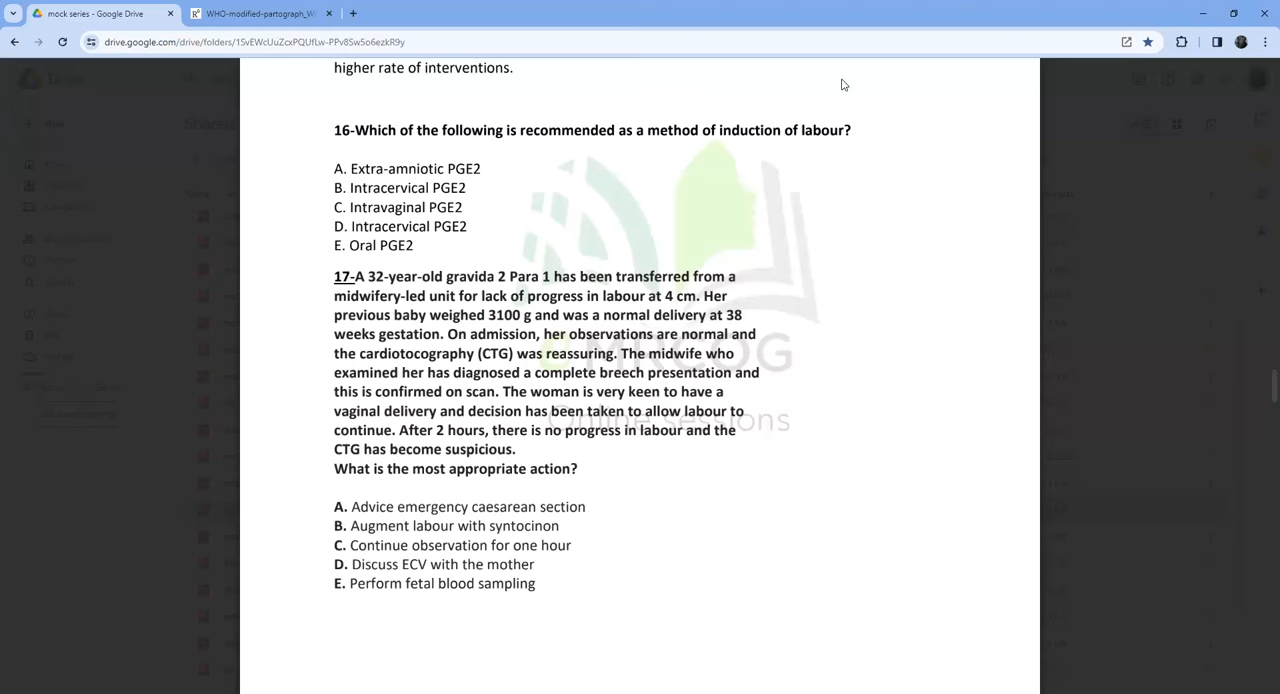 mock series - Google Drive
WHO-modified-partograph_W
drive.google.com/drive/folders/1SvEWcUuZcxPQUfLw-PPv8Sw5o6ezkR9y
higher rate of interventions.
16-Which of the following is recommended as a method of induction of labour?
A. Extra-amniotic PGE2
B. Intracervical PGE2
C. Intravaginal PGE2
D. Intracervical PGE2
E. Oral PGE2
17-A 32-year-old gravida 2 Para 1 has been transferred from a
midwifery-led unit for lack of progress in labour at 4 cm. Her
previous baby weighed 3100 g and was a normal delivery at 38
weeks gestation. On admission, her observations are normal and
the cardiotocography (CTG) was reassuring. The midwife who
examined her has diagnosed a complete breech presentation and
this is confirmed on scan. The woman is very keen to have a
vaginal delivery and decision has been taken to allow labour to
continue. After 2 hours, there is no progress in labour and the
CTG has become suspicious.
What is the most appropriate action?
A. Advice emergency caesarean section
B. Augment labour with syntocinon
C. Continue observation for one hour
D. Discuss ECV with the mother
E. Perform fetal blood sampling
eMRCOG
Online sessions